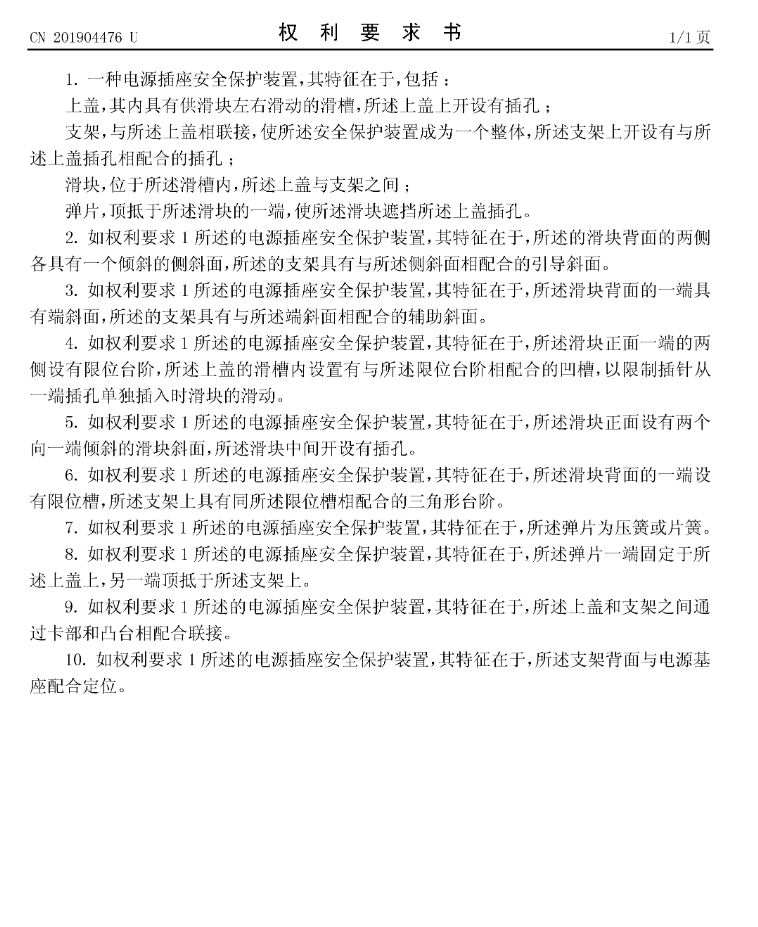 CN 201904476 U 权利要求书 1/1 页
1. 一种电源插座安全保护装置,其特征在于,包括:
上盖,其内具有供滑块左右滑动的滑槽,所述上盖上开设有插孔;
支架,与所述上盖相联接,使所述安全保护装置成为一个整体,所述支架上开设有与所
述上盖插孔相配合的插孔;
滑块,位于所述滑槽内,所述上盖与支架之间;
弹片,顶抵于所述滑块的一端,使所述滑块遮挡所述上盖插孔。
2. 如权利要求 1 所述的电源插座安全保护装置,其特征在于,所述的滑块背面的两侧
各具有一个倾斜的侧斜面,所述的支架具有与所述侧斜面相配合的引导斜面。
3. 如权利要求 1 所述的电源插座安全保护装置,其特征在于,所述滑块背面的一端具
有端斜面,所述的支架具有与所述端斜面相配合的辅助斜面。
4. 如权利要求 1 所述的电源插座安全保护装置,其特征在于,所述滑块正面一端的两
侧设有限位台阶,所述上盖的滑槽内设置有与所述限位台阶相配合的凹槽,以限制插针从
一端插孔单独插入时滑块的滑动。
5. 如权利要求 1 所述的电源插座安全保护装置,其特征在于,所述滑块正面设有两个
向一端倾斜的滑块斜面,所述滑块中间开设有插孔。
6. 如权利要求 1 所述的电源插座安全保护装置,其特征在于,所述滑块背面的一端设
有限位槽,所述支架上具有同所述限位槽相配合的三角形台阶。
7. 如权利要求 1 所述的电源插座安全保护装置,其特征在于,所述弹片为压簧或片簧。
8. 如权利要求 1 所述的电源插座安全保护装置,其特征在于,所述弹片一端固定于所
述上盖上,另一端顶抵于所述支架上。
9. 如权利要求 1 所述的电源插座安全保护装置,其特征在于,所述上盖和支架之间通
过卡部和凸台相配合联接。
10. 如权利要求 1 所述的电源插座安全保护装置,其特征在于,所述支架背面与电源基
座配合定位。